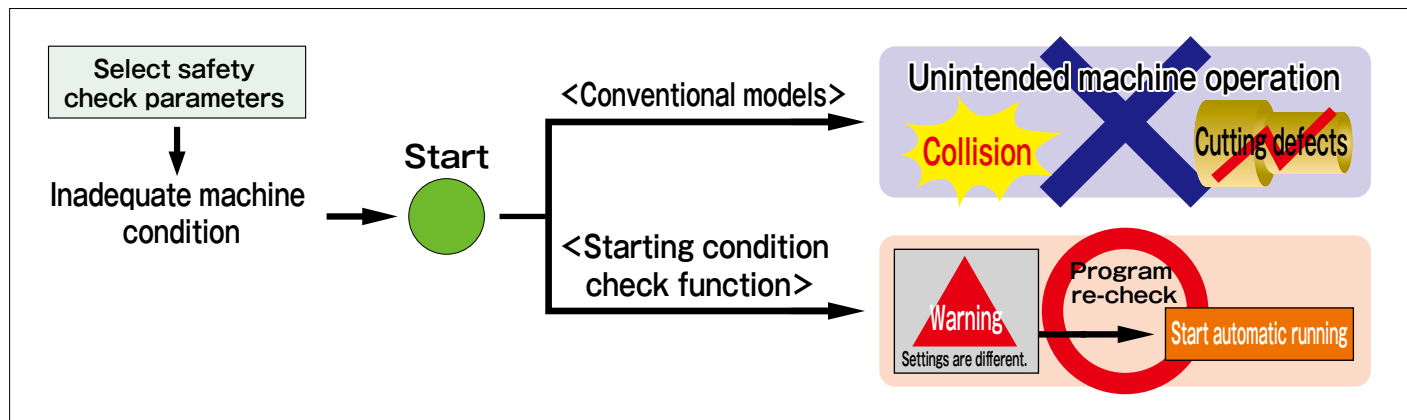 Select safety
check parameters
Inadequate machine
condition
Start
<Conventional models>
Unintended machine operation
Collision
Cutting defects
<Starting condition
check function>
Warning
Settings are different.
Program
re-check
Start automatic running